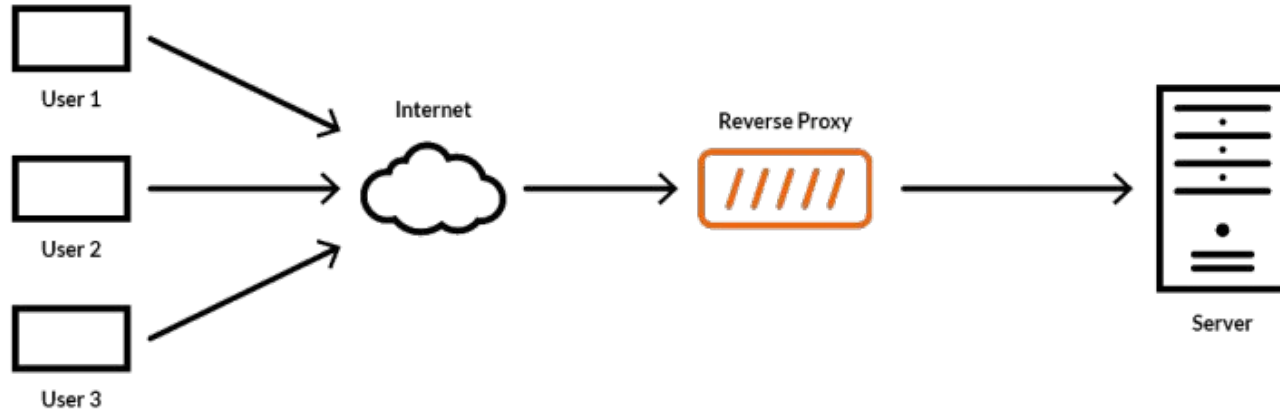 User 1
Internet
Reverse Proxy
User 2
Server
User 3